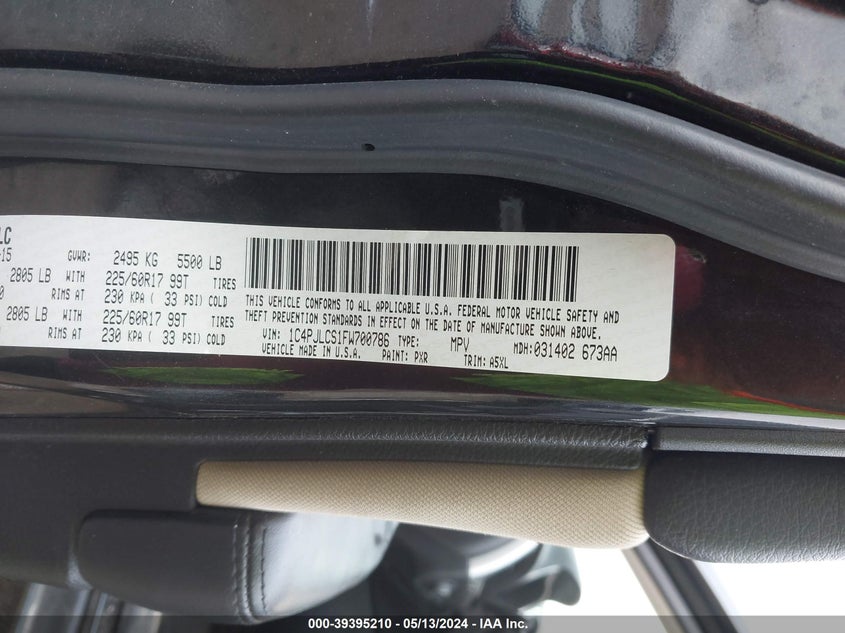 LC
-15
GVWR: 2495 KG 5500 LB
2805 LB WITH 225/60R17 99T TIRES
0 RIMS AT 230 KPA ( 33 PSI) COLD
2805 LB WITH 225/60R17 99T TIRES
RIMS AT 230 KPA ( 33 PSI) COLD
THIS VEHICLE CONFORMS TO ALL APPLICABLE U.S.A. FEDERAL MOTOR VEHICLE SAFETY AND
THEFT PREVENTION STANDARDS IN EFFECT ON THE DATE OF MANUFACTURE SHOWN ABOVE.
VIN: 1C4PJLCS1FW700786 TYPE: MPV MDH: 031402 673AA
VEHICLE MADE IN U.S.A. PAINT: PXR TRIM: A5XL
000-39395210 - 05/13/2024 - IAA Inc.